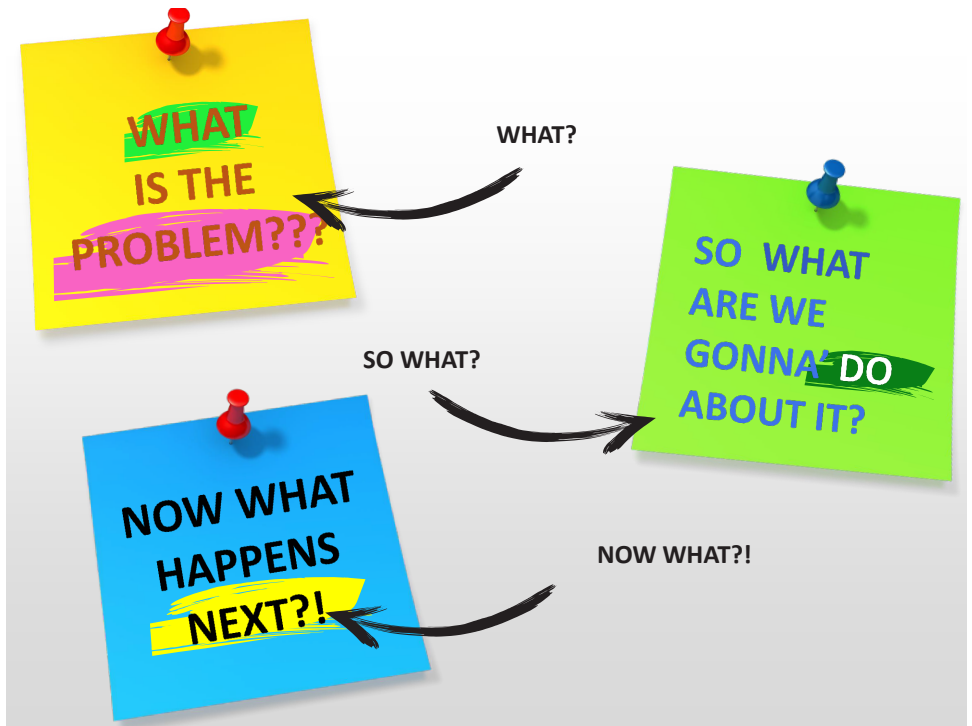 WHAT
IS THE
PROBLEM???
WHAT?
SO WHAT
ARE WE
GONNA' DO
ABOUT IT?
SO WHAT?
NOW WHAT
HAPPENS
NEXT?!
NOW WHAT?!